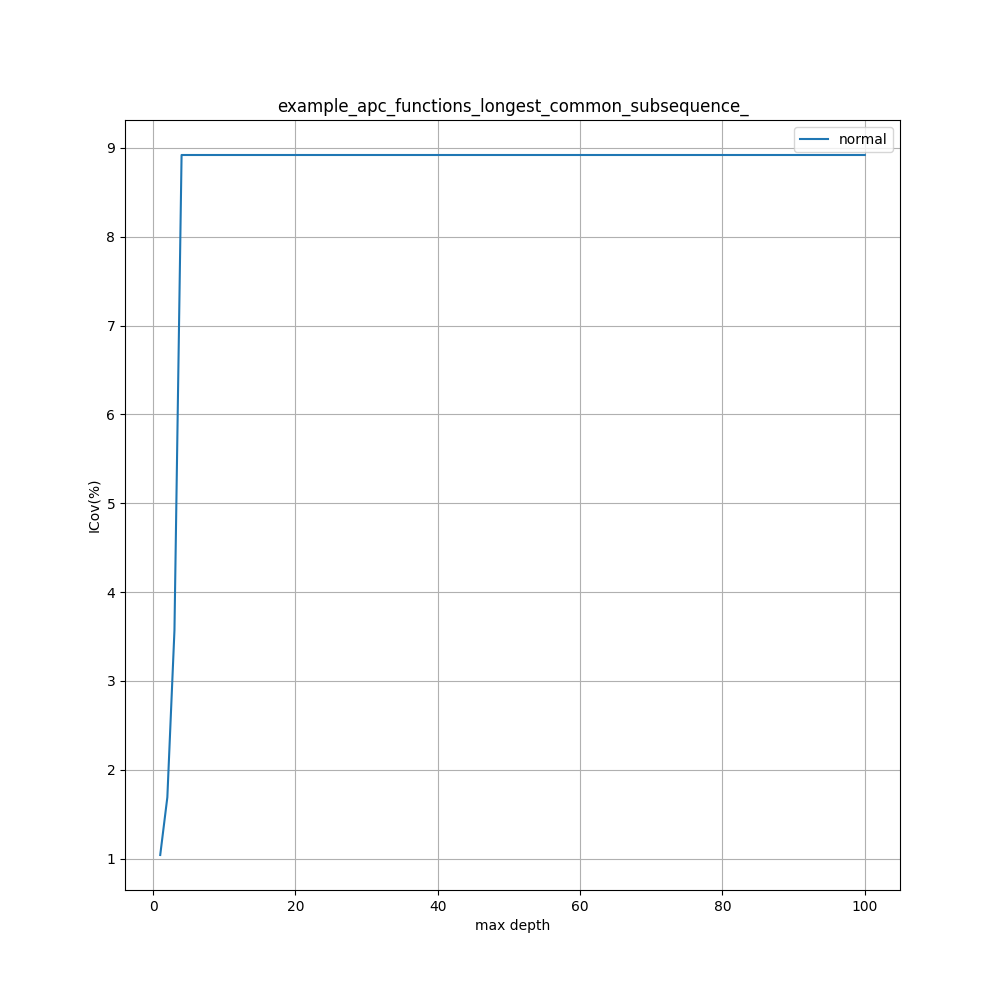 example_apc_functions_longest_common_subsequence_
normal
9
8
7
6
5
4
3
2
1
ICov(%)
0 20 40 60 80 100
max depth